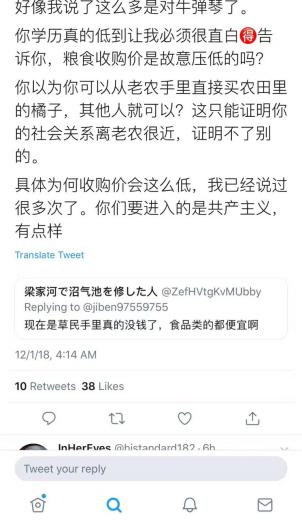 好像我说了这么多是对牛弹琴了。
你学历真的低到让我必须很直白🉐告
诉你，粮食收购价是故意压低的吗？
你以为你可以从老农手里直接买农田里
的橘子，其他人就可以？这只能证明你
的社会关系离老农很近，证明不了别
的。
具体为何收购价会这么低，我已经说过
很多次了。你们要进入的是共产主义，
有点样
Translate Tweet
梁家河で沼气池を修した人 @ZefHVtgKvMUbby
Replying to @jiben97559755
现在是草民手里真的没钱了，食品类的都便宜啊
12/1/18, 4:14 AM
10 Retweets 38 Likes
InHerEyes @histandard182 · 6h
Tweet your reply